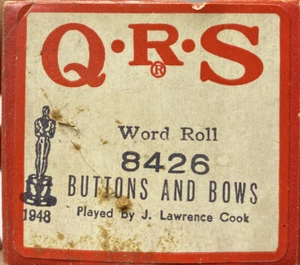 Q·R·S
®
Word Roll
8426
BUTTONS AND BOWS
1948
Played by J. Lawrence Cook